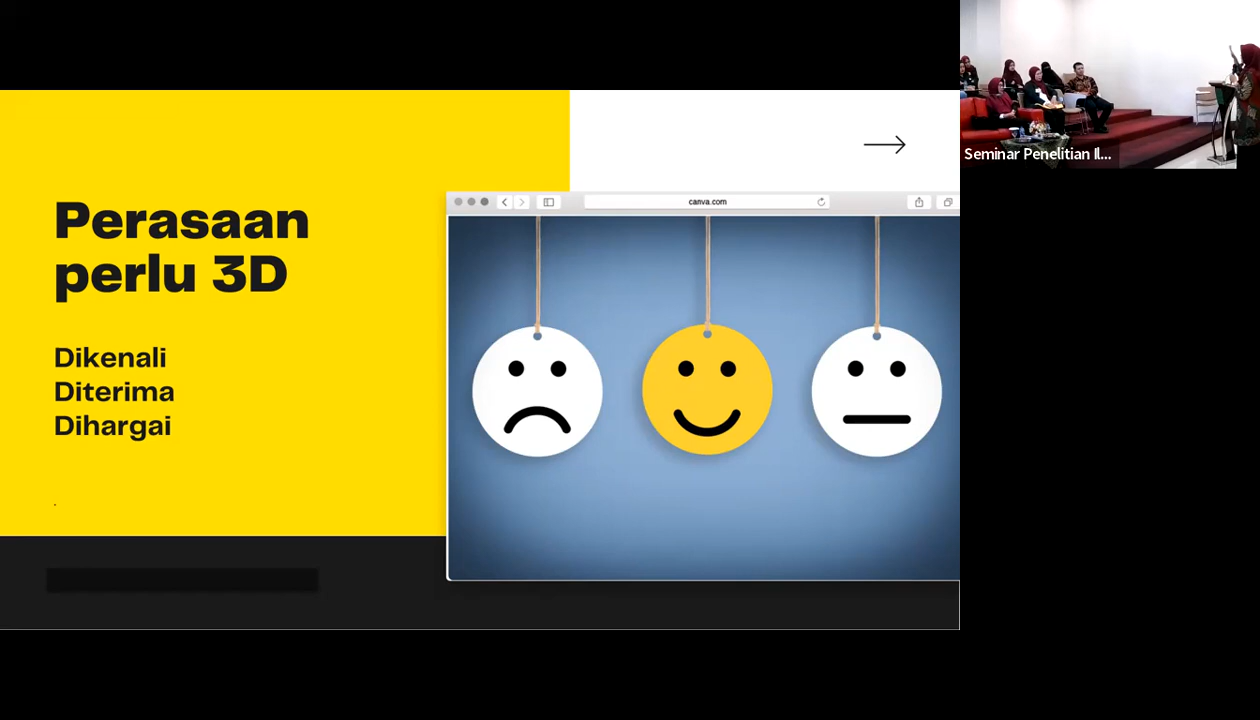 Perasaan
perlu 3D
Dikenali
Diterima
Dihargai
.
canva.com
Seminar Penelitian Il...